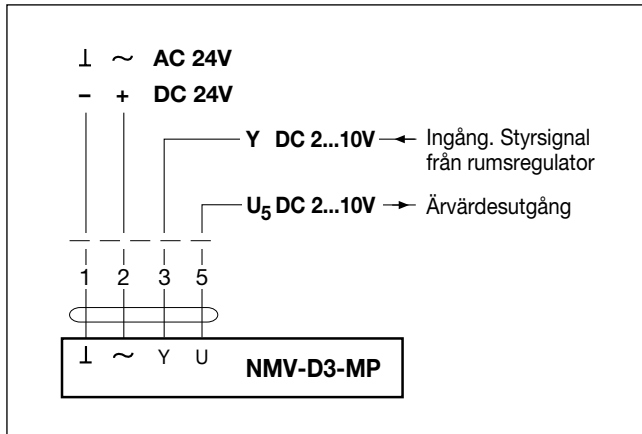 ⊥ ~ AC 24V
– + DC 24V
Y DC 2...10V Ingång. Styrsignal
från rumsregulator
U5 DC 2...10V Ärvärdesutgång
1 2 3 5
⊥ ~ Y U
NMV-D3-MP